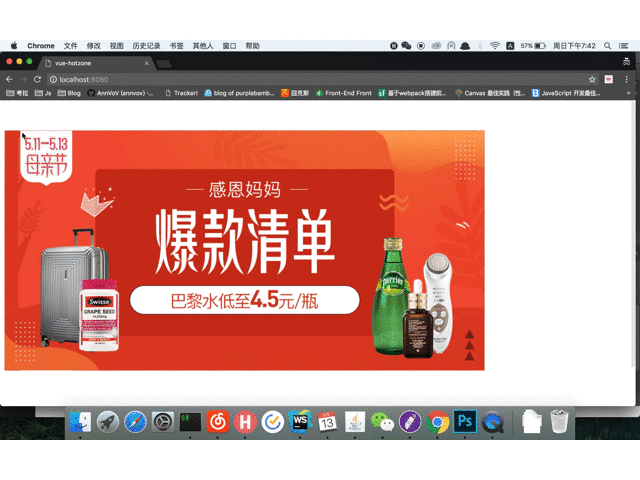 Chrome 文件 修改 视图 历史记录 书签 其他人 窗口 帮助
57% 周日下午7:42
vue-hotzone
localhost:8080
考拉 Js Blog AnnVoV (annvov) · ... Tracker! blog of purplebamb... 囧克斯 Front-End Front 基于webpack搭建前... Canvas 最佳实践（性... JavaScript 开发最佳...
5.11—5.13
母亲节
感恩妈妈
爆款清单
巴黎水低至4.5元/瓶
Swisse
GRAPE SEED
perrier
13
Ps